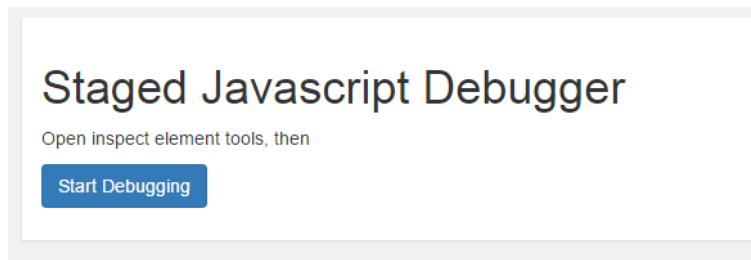 Staged Javascript Debugger
Open inspect element tools, then
Start Debugging